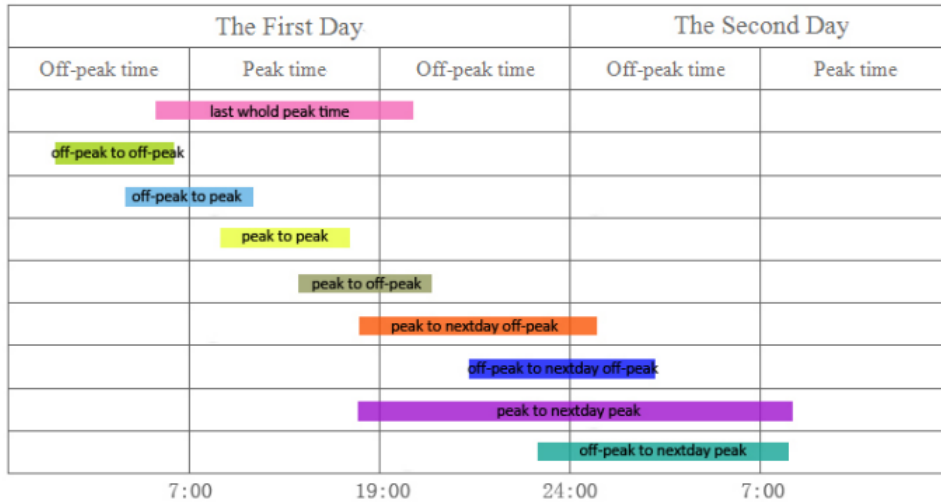 The First Day The Second Day
Off-peak time Peak time Off-peak time Off-peak time Peak time
last whold peak time
off-peak to off-peak
off-peak to peak
peak to peak
peak to off-peak
peak to nextday off-peak
off-peak to nextday off-peak
peak to nextday peak
off-peak to nextday peak
7:00 19:00 24:00 7:00